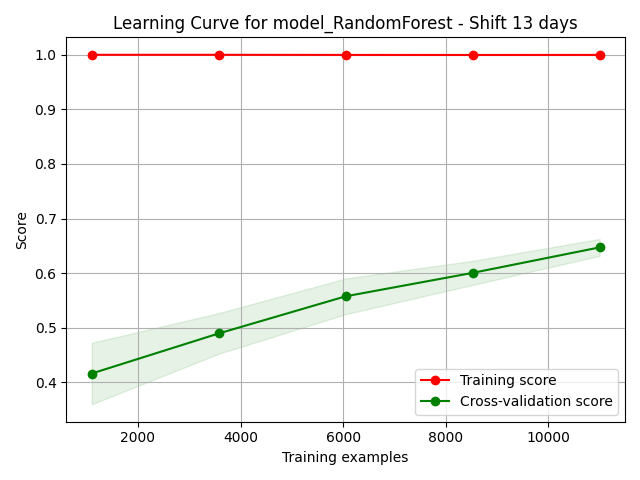 Learning Curve for model_RandomForest - Shift 13 days
Score
1.0
0.9
0.8
0.7
0.6
0.5
0.4
Training score
Cross-validation score
2000 4000 6000 8000 10000
Training examples